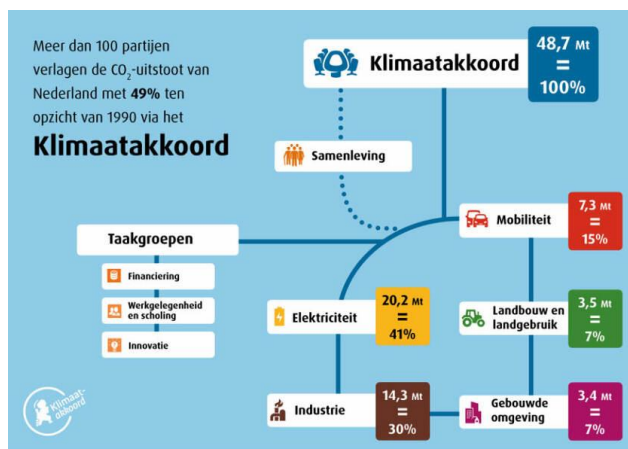 Meer dan 100 partijen
verlagen de CO₂-uitstoot van
Nederland met 49% ten
opzicht van 1990 via het
Klimaatakkoord
Klimaatakkoord
48,7 Mt
=
100%
Samenleving
Taakgroepen
Financiering
Werkgelegenheid
en scholing
Innovatie
Mobiliteit
7,3 Mt
=
15%
Elektriciteit
20,2 Mt
=
41%
Landbouw en
landgebruik
3,5 Mt
=
7%
Industrie
14,3 Mt
=
30%
Gebouwde
omgeving
3,4 Mt
=
7%
Klimaat-
akkoord